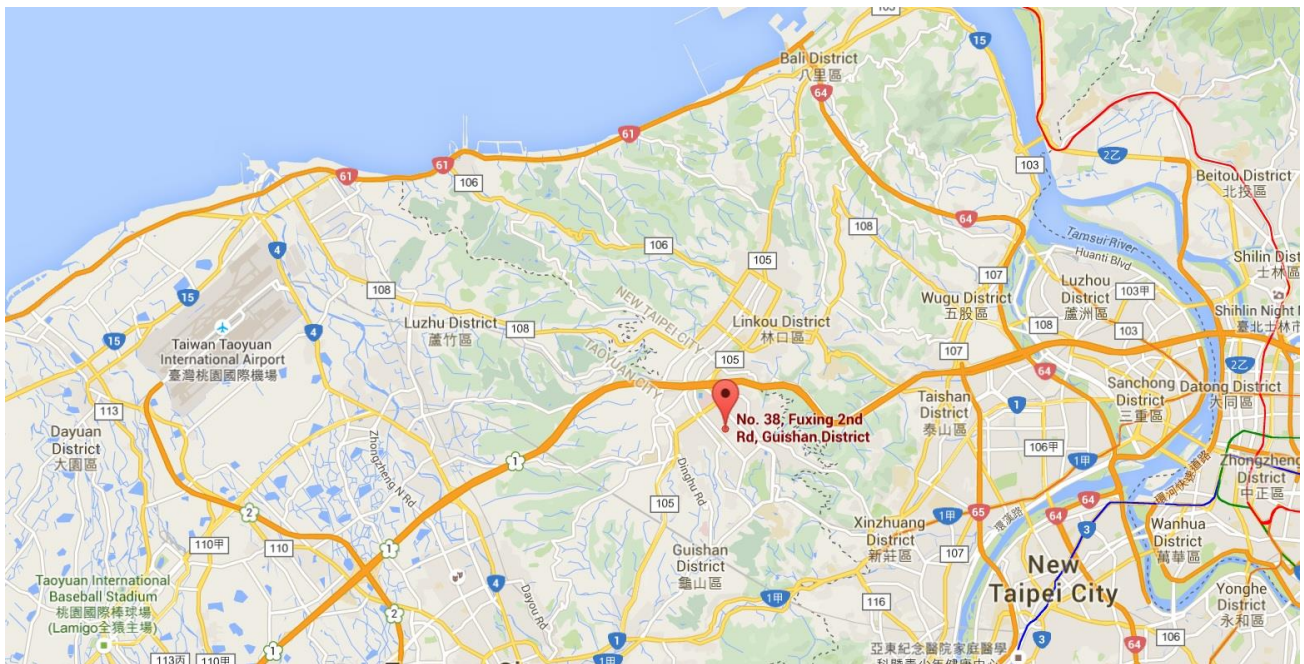 103
15
Bali District
八里區
64
61
103
2乙
61
61
106
Beitou District
北投區
108
64
106
105
4
Tamsui River
Huanti Blvd
Shilin Dist
士林區
15
108
107
Wugu District
五股區
Luzhou
District
蘆洲區
103甲
NEW TAIPEI CITY
Luzhu District
蘆竹區
108
Linkou District
林口區
108
103
Shihlin Night
臺北士林市
4
15
Taiwan Taoyuan
International Airport
臺灣桃園國際機場
TAOYUAN CITY
105
107
64
2乙
Sanchong
District
三重區
Datong District
大同區
No. 38, Fuxing 2nd
Rd, Guishan District
Taishan
District
泰山區
1
113
Dayuan
District
大園區
Zhongzheng N Rd
1
Dinghu Rd
106甲
1甲
Zhongzheng
District
中正區
105
環河快速道路
2
1甲
65
64
64
環漢路
3
Xinzhuang
District
新莊區
Wanhua
District
萬華區
110甲
110
1
Guishan
District
龜山區
107
New
Taipei City
Taoyuan International
Baseball Stadium
桃園國際棒球場
(Lamigo全猿主場)
4
Dayou Rd
1甲
116
Yonghe
District
永和區
2
1
3
64
106
亞東紀念醫院家庭醫學
1
113丙
110甲
1甲